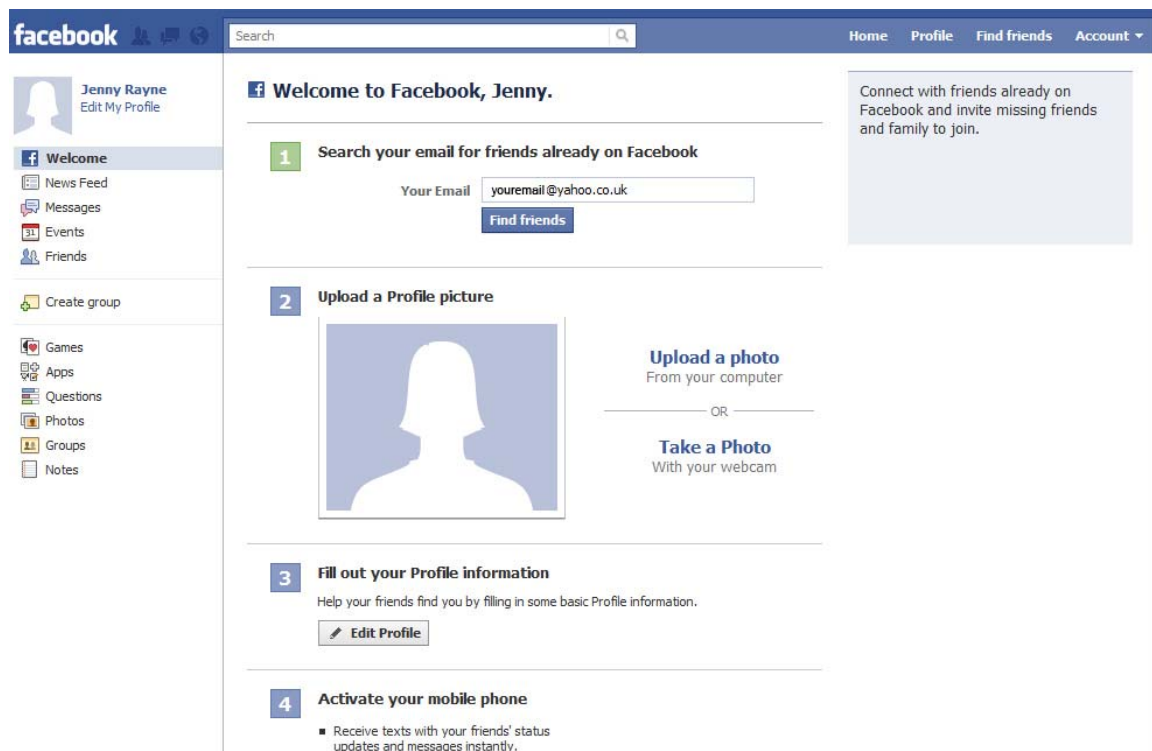 facebook
Search
Home Profile Find friends Account
Jenny Rayne
Edit My Profile
Welcome
News Feed
Messages
31 Events
Friends
Create group
Games
Apps
Questions
Photos
Groups
Notes
Welcome to Facebook, Jenny.
1 Search your email for friends already on Facebook
Your Email youremail@yahoo.co.uk
Find friends
2 Upload a Profile picture
Upload a photo
From your computer
OR
Take a Photo
With your webcam
3 Fill out your Profile information
Help your friends find you by filling in some basic Profile information.
Edit Profile
4 Activate your mobile phone
Receive texts with your friends' status
updates and messages instantly.
Connect with friends already on
Facebook and invite missing friends
and family to join.